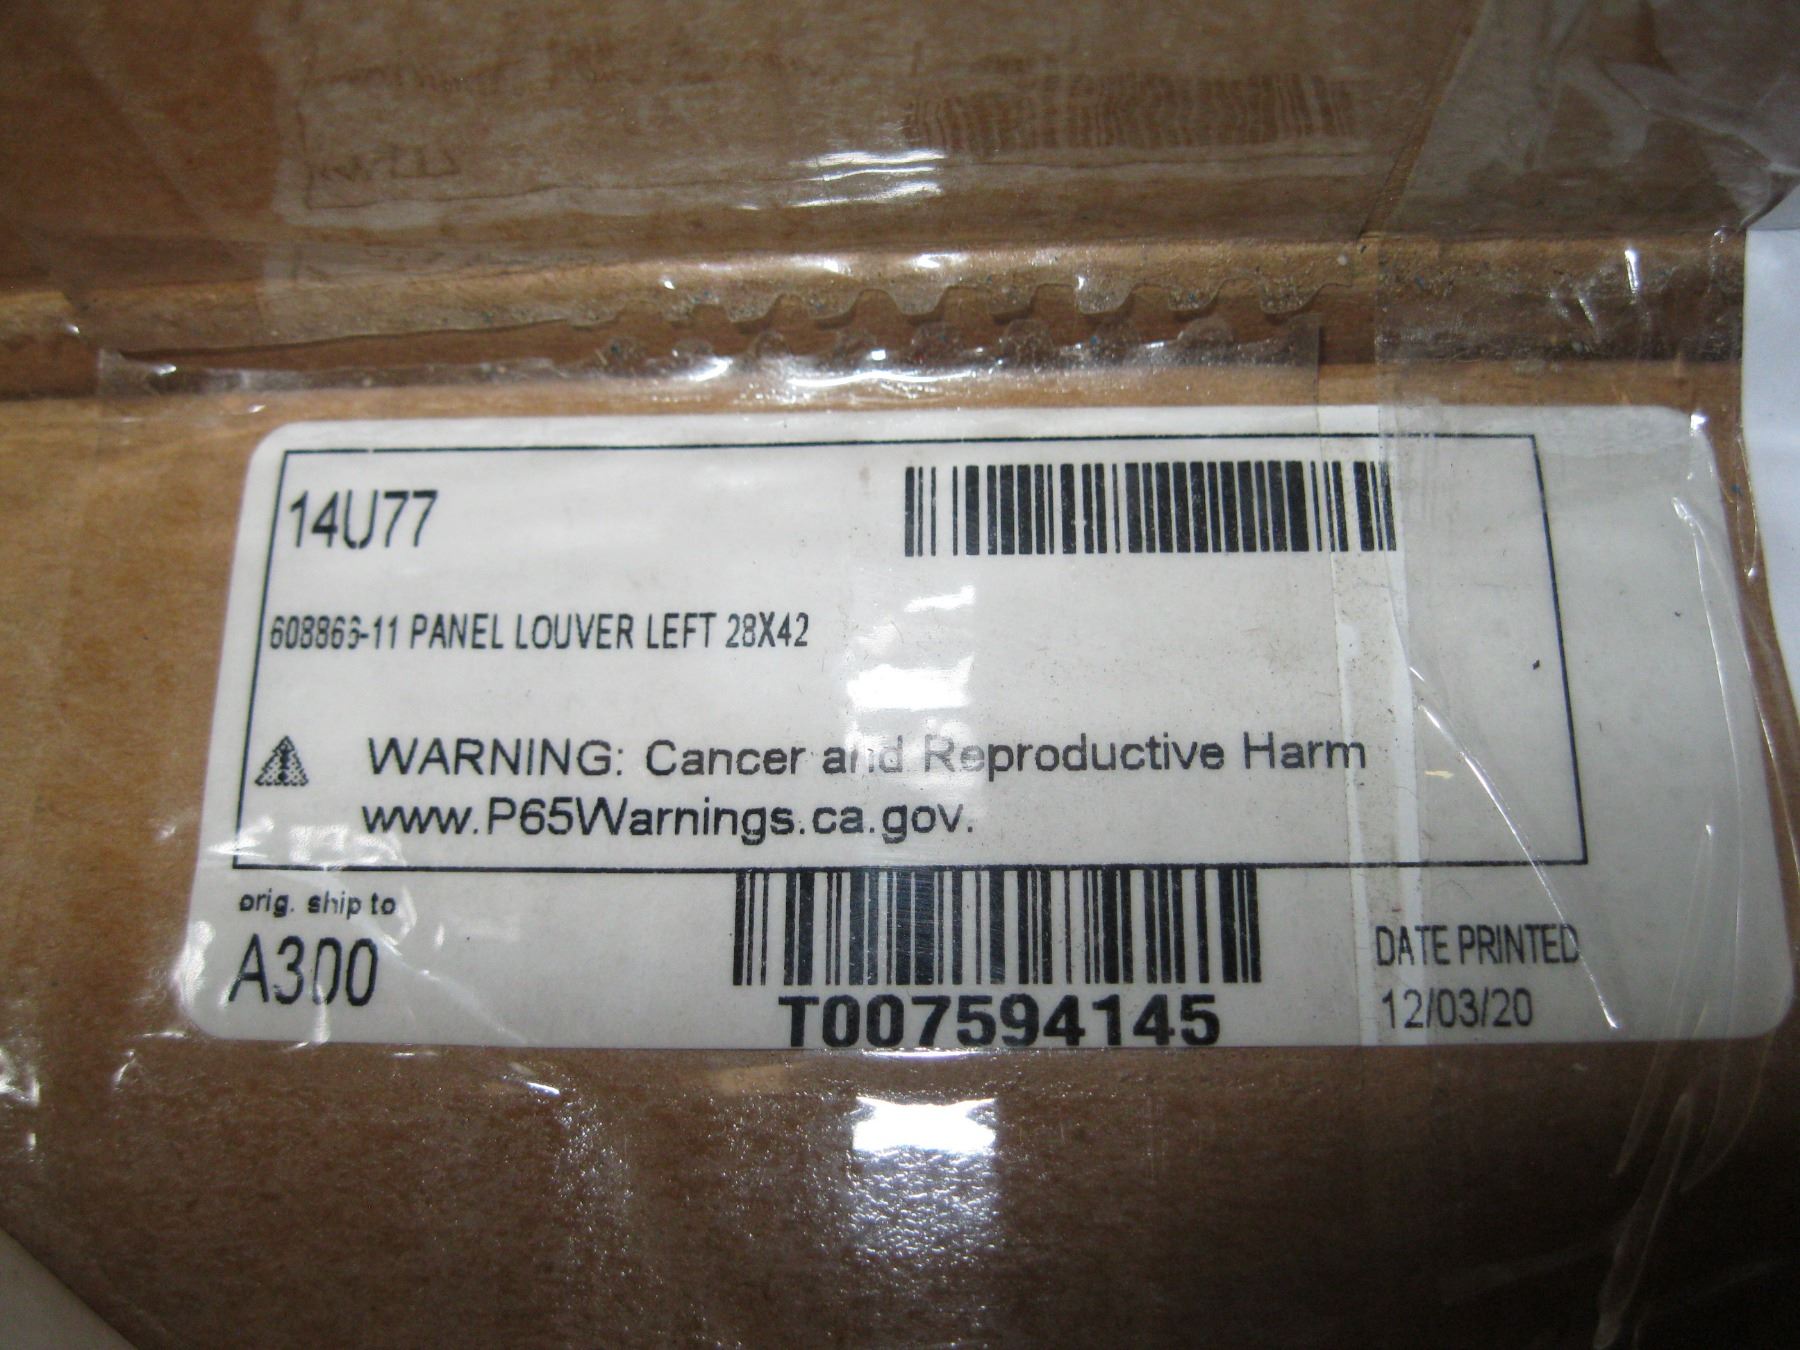 14U77
608866-11 PANEL LOUVER LEFT 28X42
WARNING: Cancer and Reproductive Harm
www.P65Warnings.ca.gov.
orig. ship to
A300
T007594145
DATE PRINTED
12/03/20